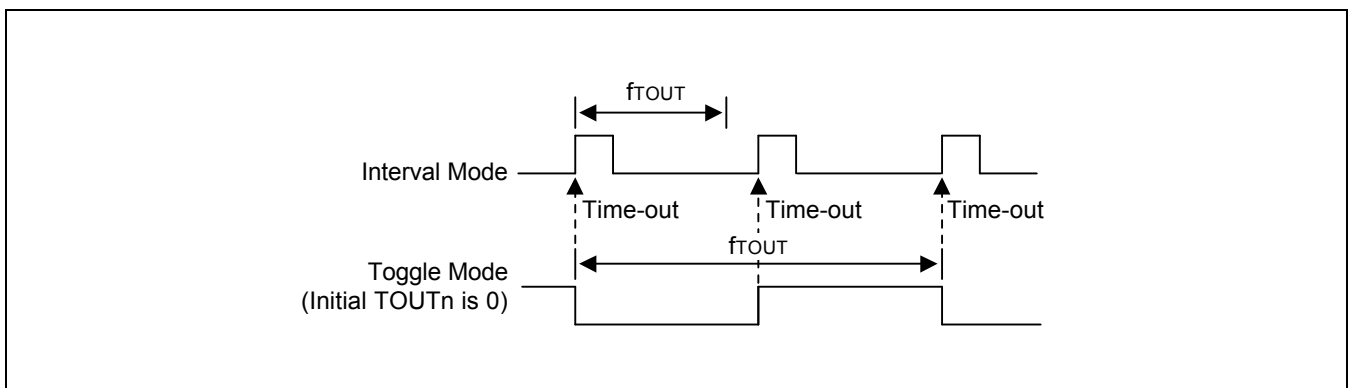 fTOUT
Interval Mode
Time-out Time-out Time-out
fTOUT
Toggle Mode
(Initial TOUTn is 0)